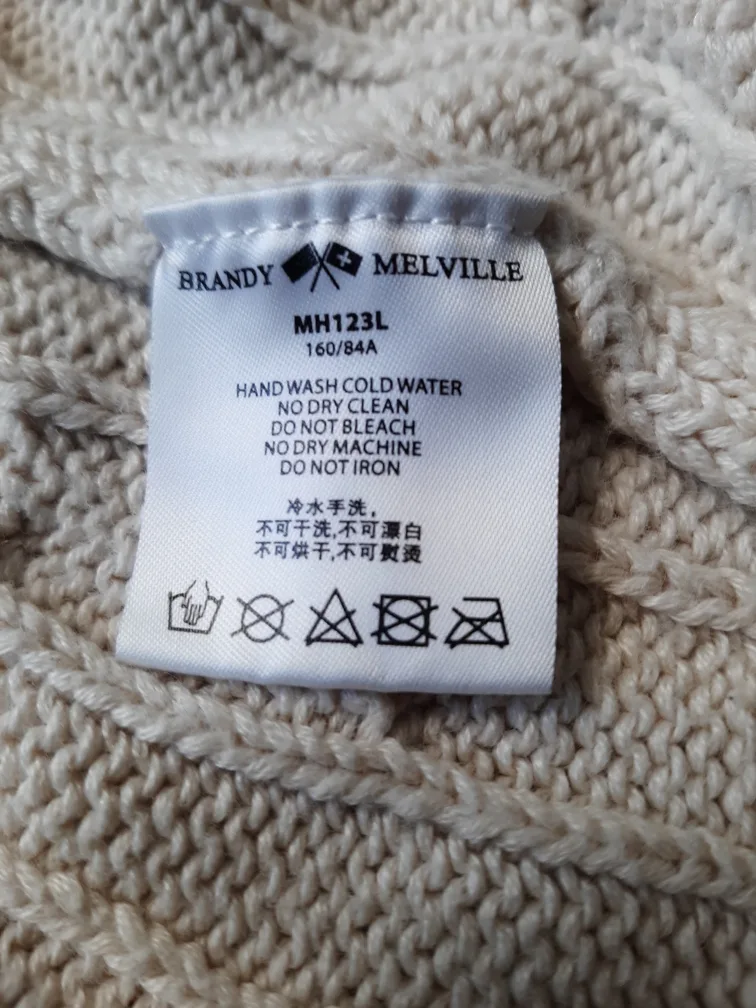 BRANDY MELVILLE
MH123L
160/84A
HAND WASH COLD WATER
NO DRY CLEAN
DO NOT BLEACH
NO DRY MACHINE
DO NOT IRON
冷水手洗,
不可干洗,不可漂白
不可烘干,不可熨烫